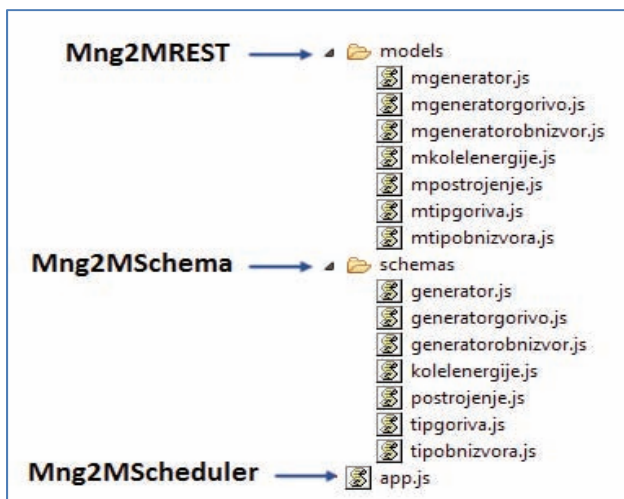 Mng2MREST models
mgenerator.js
mgeneratorgorivo.js
mgeneratorobnizvor.js
mkolelenergije.js
mpostrojenje.js
mtipgoriva.js
mtipobnizvora.js
Mng2MSchema schemas
generator.js
generatorgorivo.js
generatorobnizvor.js
kolelenergije.js
postrojenje.js
tipgoriva.js
tipobnizvora.js
Mng2MScheduler app.js